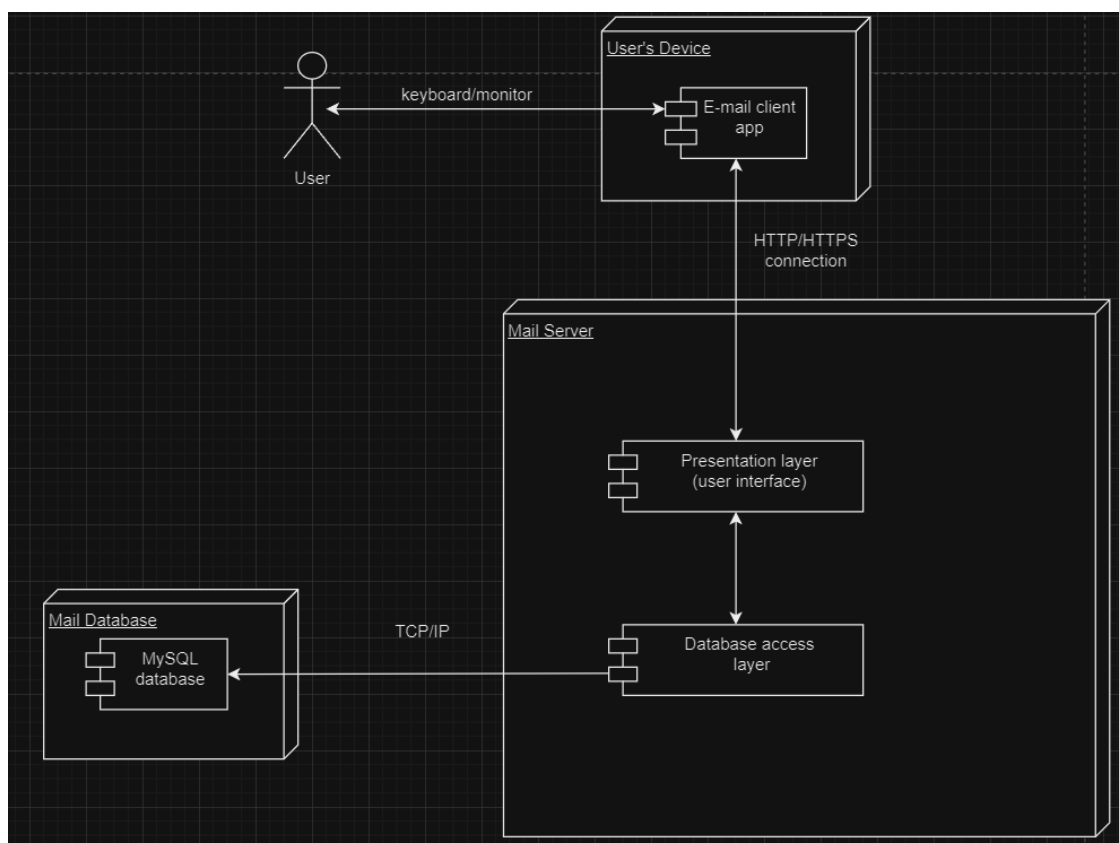 User's Device
keyboard/monitor
E-mail client
app
User
HTTP/HTTPS
connection
Mail Server
Presentation layer
(user interface)
Mail Database
TCP/IP
MySQL
database
Database access
layer